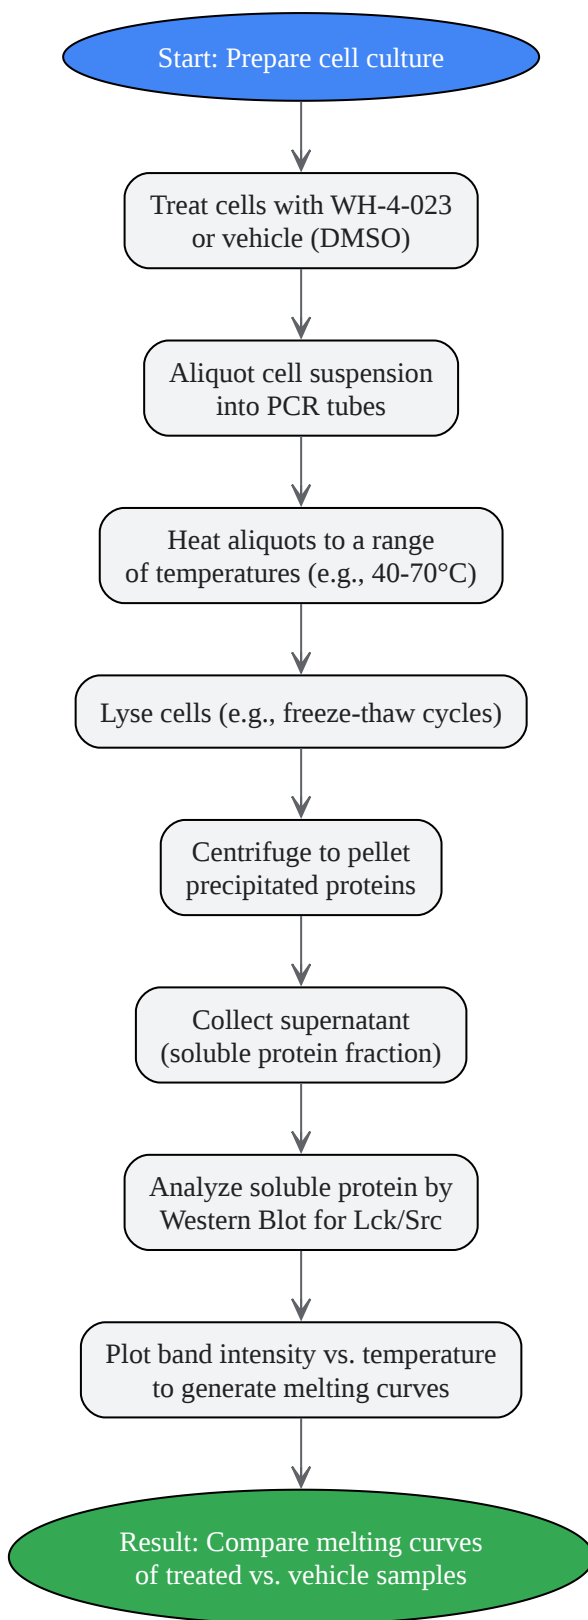 Start: Prepare cell culture
Treat cells with WH-4-023
or vehicle (DMSO)
Aliquot cell suspension
into PCR tubes
Heat aliquots to a range
of temperatures (e.g., 40-70°C)
Lyse cells (e.g., freeze-thaw cycles)
Centrifuge to pellet
precipitated proteins
Collect supernatant
(soluble protein fraction)
Analyze soluble protein by
Western Blot for Lck/Src
Plot band intensity vs. temperature
to generate melting curves
Result: Compare melting curves
of treated vs. vehicle samples